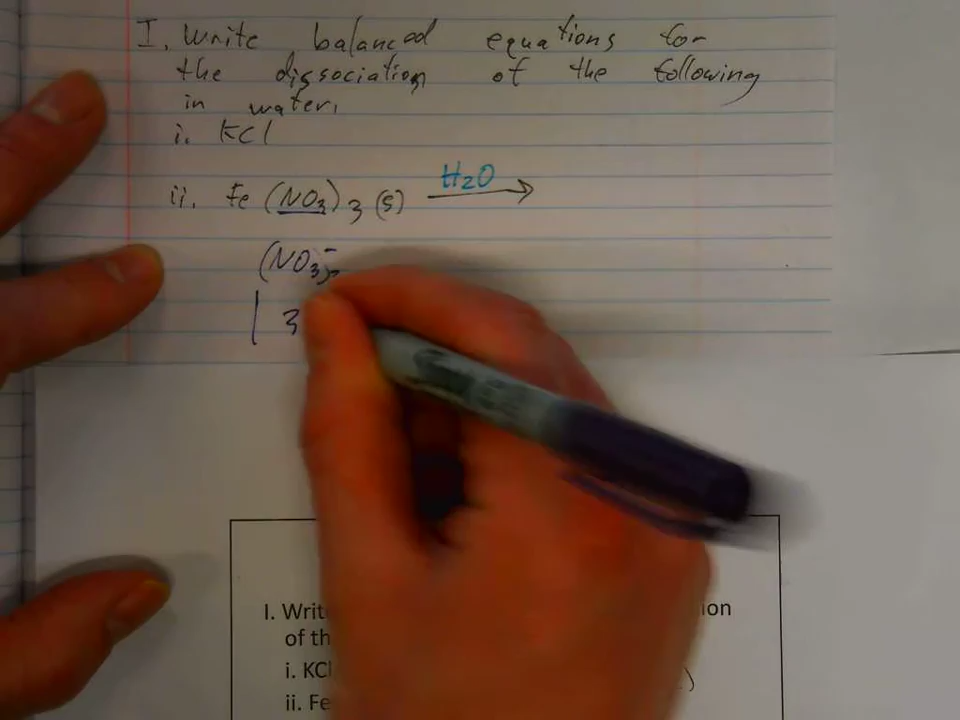 I. Write balanced equations for
the dissociation of the following
in water.
i. KCl
ii. Fe (NO3)3 (s) H2O →
(NO3)-
| 3
I. Writ ion
of th
i. KCl )
ii. Fe